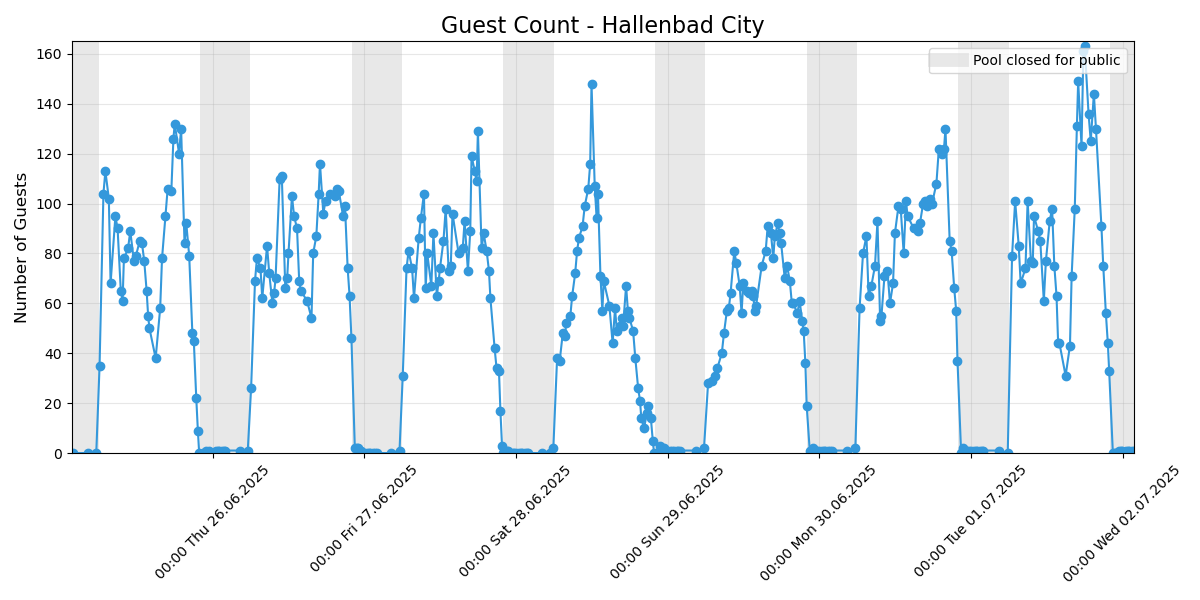 Guest Count - Hallenbad City
Pool closed for public
Number of Guests
160
140
120
100
80
60
40
20
0
00:00 Thu 26.06.2025
00:00 Fri 27.06.2025
00:00 Sat 28.06.2025
00:00 Sun 29.06.2025
00:00 Mon 30.06.2025
00:00 Tue 01.07.2025
00:00 Wed 02.07.2025